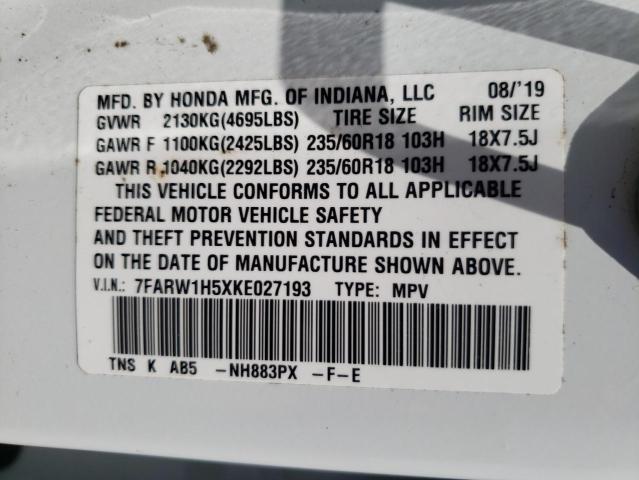 MFD. BY HONDA MFG. OF INDIANA, LLC 08/'19
GVWR 2130KG(4695LBS) TIRE SIZE RIM SIZE
GAWR F 1100KG(2425LBS) 235/60R18 103H 18X7.5J
GAWR R 1040KG(2292LBS) 235/60R18 103H 18X7.5J
THIS VEHICLE CONFORMS TO ALL APPLICABLE
FEDERAL MOTOR VEHICLE SAFETY
AND THEFT PREVENTION STANDARDS IN EFFECT
ON THE DATE OF MANUFACTURE SHOWN ABOVE.
V.I.N.: 7FARW1H5XKE027193 TYPE: MPV
TNS K AB5 -NH883PX -F-E